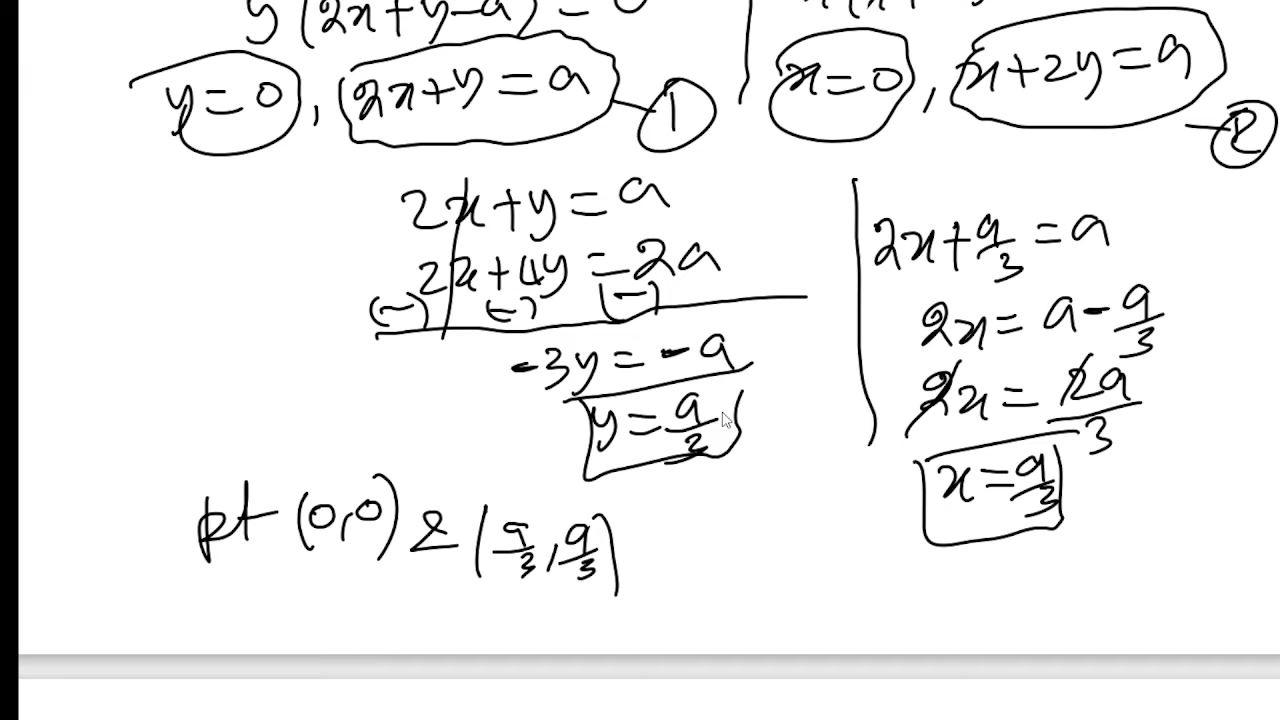 y(2x+y-a) = 0
y=0, 2x+y=a —①
x=0, x+2y=a —②
2x+y=a
2x+4y=2a
(-) (-) (-)
-3y=-a
y=a/3
2x+a/3=a
2x=a-a/3
2x=2a/3
x=a/3
pt (0,0) & (a/3, a/3)